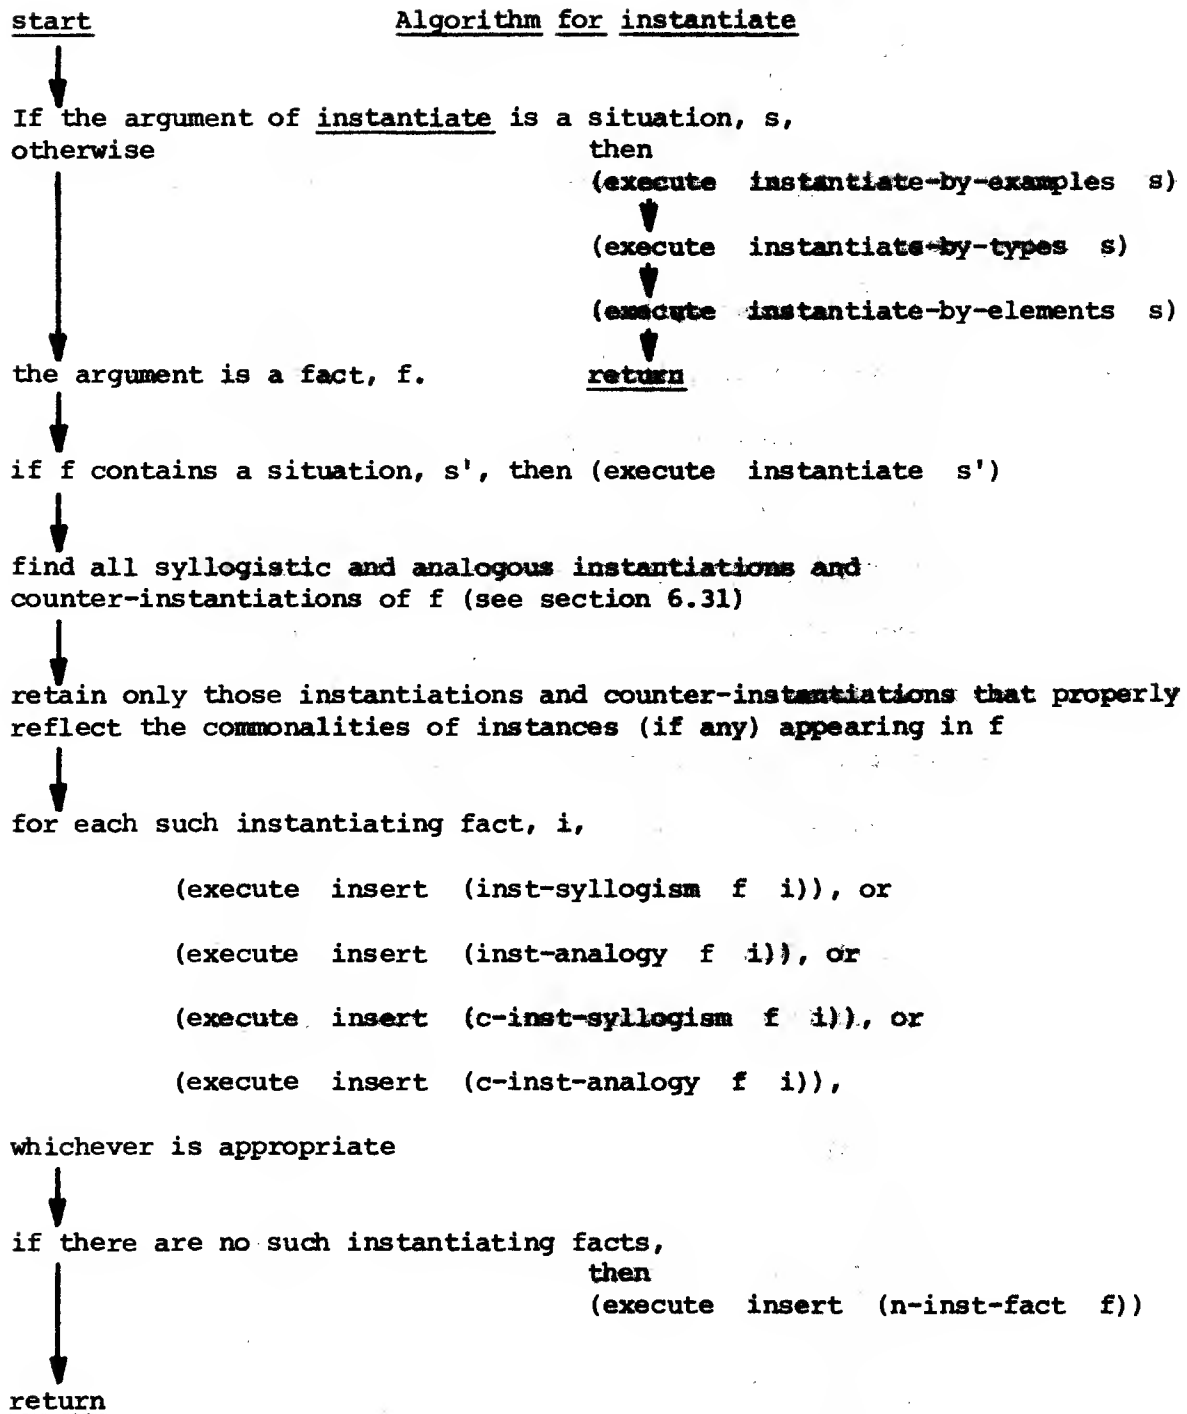 start Algorithm for instantiate
If the argument of instantiate is a situation, s,
otherwise then
(execute instantiate-by-examples s)
(execute instantiate-by-types s)
(execute instantiate-by-elements s)
the argument is a fact, f. return
if f contains a situation, s', then (execute instantiate s')
find all syllogistic and analogous instantiations and
counter-instantiations of f (see section 6.31)
retain only those instantiations and counter-instantiations that properly
reflect the commonalities of instances (if any) appearing in f
for each such instantiating fact, i,
(execute insert (inst-syllogism f i)), or
(execute insert (inst-analogy f i)), or
(execute insert (c-inst-syllogism f i)), or
(execute insert (c-inst-analogy f i)),
whichever is appropriate
if there are no such instantiating facts,
then
(execute insert (n-inst-fact f))
return